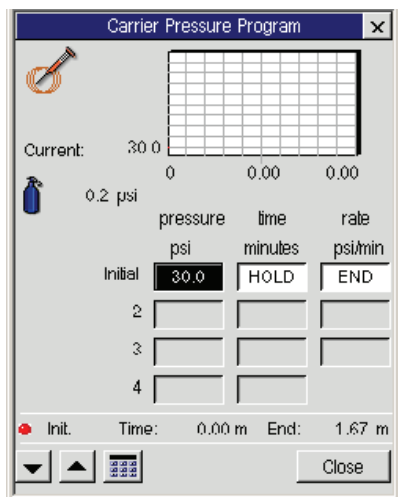 Carrier Pressure Program
30.0
Current:
0 0.00 0.00
0.2 psi
pressure time rate
psi minutes psi/min
Initial 30.0 HOLD END
2
3
4
Init. Time: 0.00 m End: 1.67 m
Close